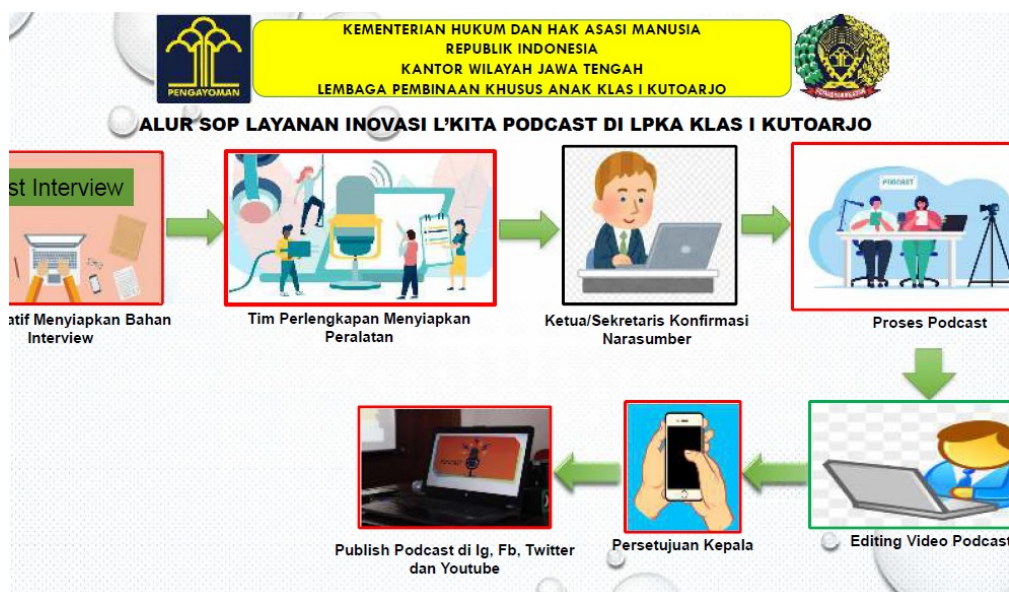 PENGAYOMAN
KEMENTERIAN HUKUM DAN HAK ASASI MANUSIA
REPUBLIK INDONESIA
KANTOR WILAYAH JAWA TENGAH
LEMBAGA PEMBINAAN KHUSUS ANAK KLAS I KUTOARJO
ALUR SOP LAYANAN INOVASI L'KITA PODCAST DI LPKA KLAS I KUTOARJO
st Interview
PODCAST
atif Menyiapkan Bahan
Interview
Tim Perlengkapan Menyiapkan
Peralatan
Ketua/Sekretaris Konfirmasi
Narasumber
Proses Podcast
Publish Podcast di Ig, Fb, Twitter
dan Youtube
Persetujuan Kepala
Editing Video Podcast